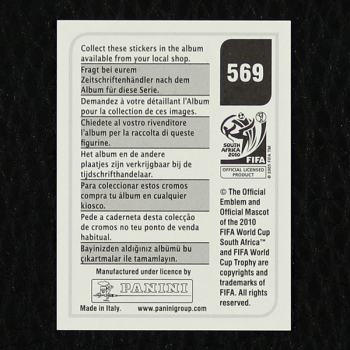 Collect these stickers in the album
available from your local shop.
Fragt bei eurem
Zeitschriftenhändler nach dem
Album für diese Serie.
Demandez à votre détaillant l'Album
pour la collection de ces images.
Chiedete al vostro rivenditore
l'album per la raccolta di queste
figurine.
Het album en de andere
plaatjes zijn verkrijgbaar bij de
tijdschrifthandelaar.
Para coleccionar estos cromos
compra tu álbum en cualquier
kiosco.
Pede a caderneta desta colecção
de cromos no teu ponto de venda
habitual.
Bayinizden aldığınız albümü bu
çıkartmalar ile tamamlayın.
Manufactured under licence by
PANINI
Made in Italy.
www.paninigroup.com
569
SOUTH AFRICA
2010
FIFA
© 2005 FIFA TM
OFFICIAL LICENSED
PRODUCT
© The Official
Emblem and
Official Mascot
of the 2010
FIFA World Cup
South Africa™
and FIFA World
Cup Trophy are
copyrights and
trademarks of
FIFA. All rights
reserved.